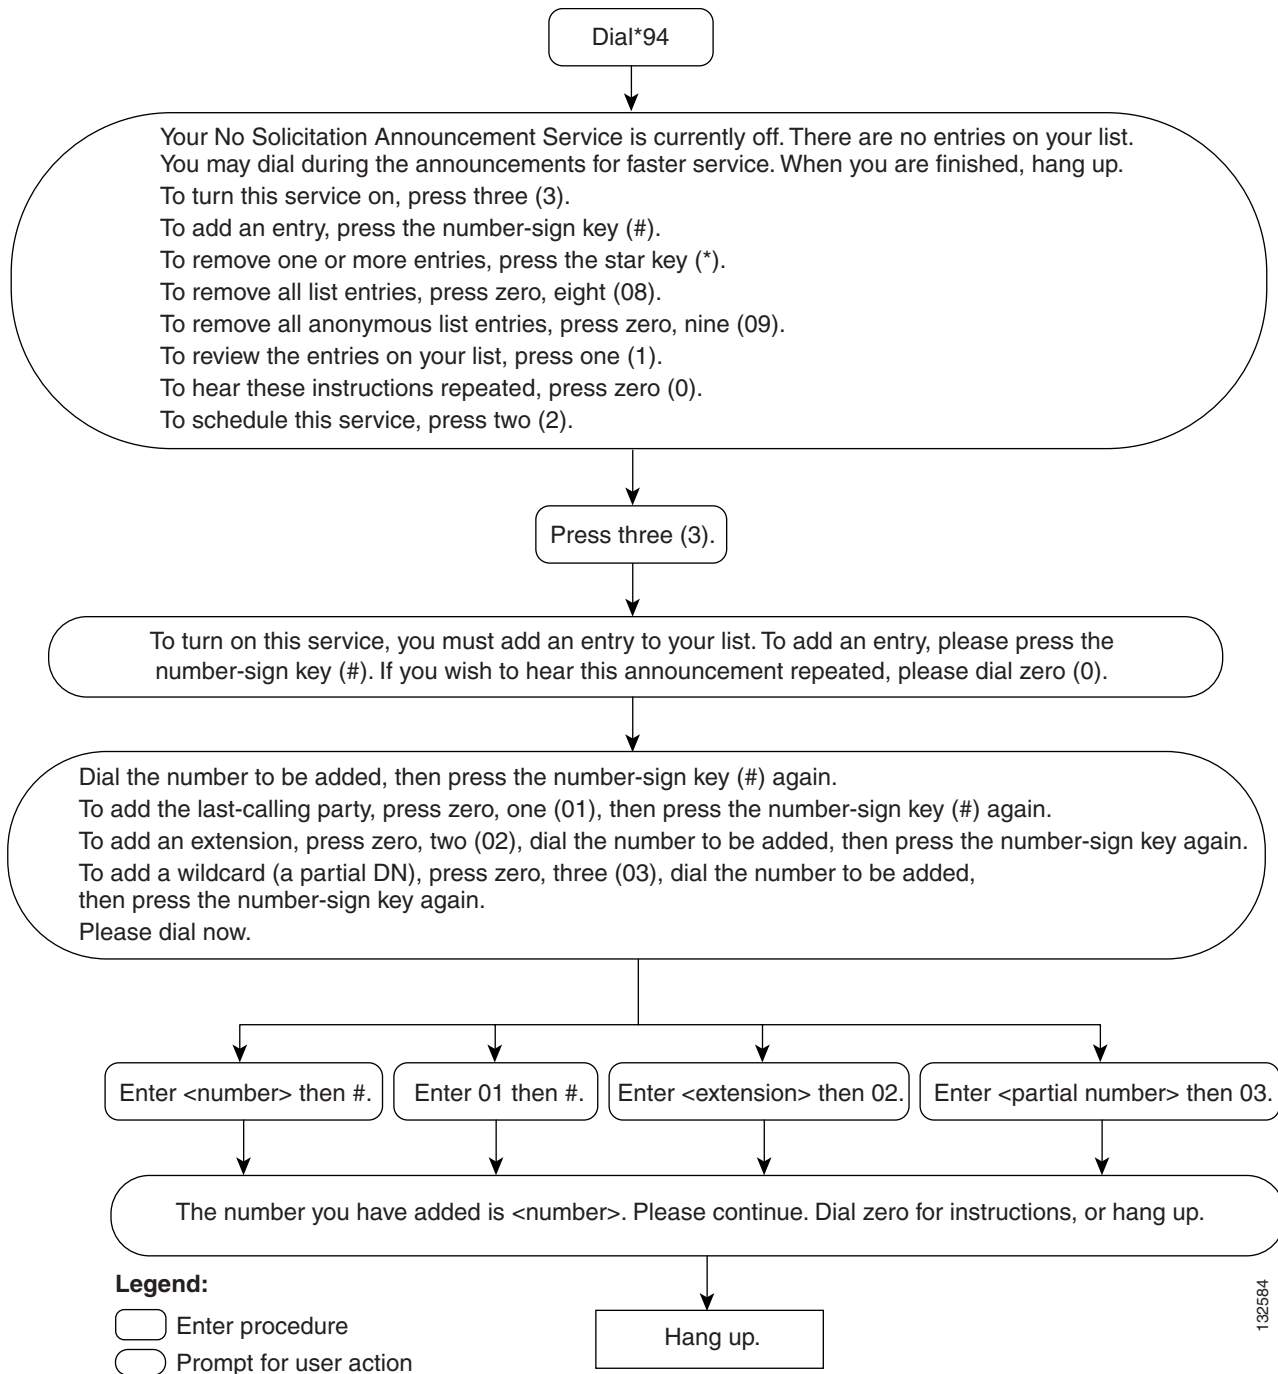 Dial*94
Your No Solicitation Announcement Service is currently off. There are no entries on your list.
You may dial during the announcements for faster service. When you are finished, hang up.
To turn this service on, press three (3).
To add an entry, press the number-sign key (#).
To remove one or more entries, press the star key (*).
To remove all list entries, press zero, eight (08).
To remove all anonymous list entries, press zero, nine (09).
To review the entries on your list, press one (1).
To hear these instructions repeated, press zero (0).
To schedule this service, press two (2).
Press three (3).
To turn on this service, you must add an entry to your list. To add an entry, please press the
number-sign key (#). If you wish to hear this announcement repeated, please dial zero (0).
Dial the number to be added, then press the number-sign key (#) again.
To add the last-calling party, press zero, one (01), then press the number-sign key (#) again.
To add an extension, press zero, two (02), dial the number to be added, then press the number-sign key again.
To add a wildcard (a partial DN), press zero, three (03), dial the number to be added,
then press the number-sign key again.
Please dial now.
Enter <number> then #.
Enter 01 then #.
Enter <extension> then 02.
Enter <partial number> then 03.
The number you have added is <number>. Please continue. Dial zero for instructions, or hang up.
Hang up.
Legend:
Enter procedure
Prompt for user action
132584